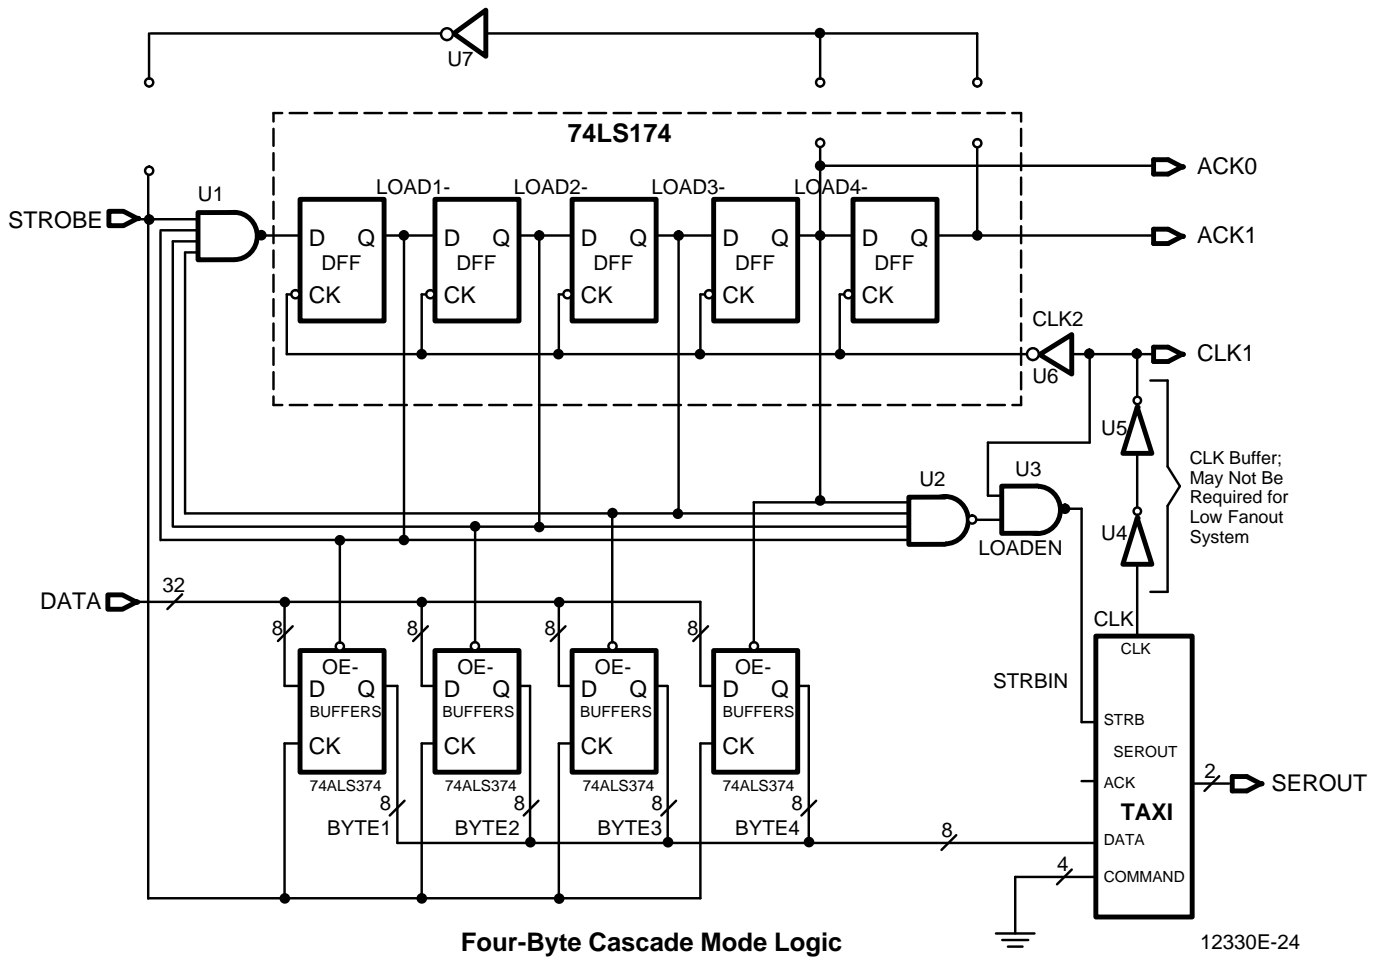 U7
74LS174
ACK0
LOAD1-
LOAD2-
LOAD3-
LOAD4-
U1
STROBE
D Q
DFF
CK
D Q
DFF
CK
D Q
DFF
CK
D Q
DFF
CK
D Q
DFF
CK
ACK1
CLK2
U6
CLK1
U5
U4
CLK Buffer;
May Not Be
Required for
Low Fanout
System
U2
U3
LOADEN
DATA
32
8
8
8
8
OE-
D Q
BUFFERS
CK
74ALS374
OE-
D Q
BUFFERS
CK
74ALS374
OE-
D Q
BUFFERS
CK
74ALS374
OE-
D Q
BUFFERS
CK
74ALS374
8
BYTE1
8
BYTE2
8
BYTE3
8
BYTE4
CLK
CLK
STRBIN
STRB
SEROUT
ACK
TAXI
DATA
COMMAND
2
SEROUT
8
4
Four-Byte Cascade Mode Logic
12330E-24